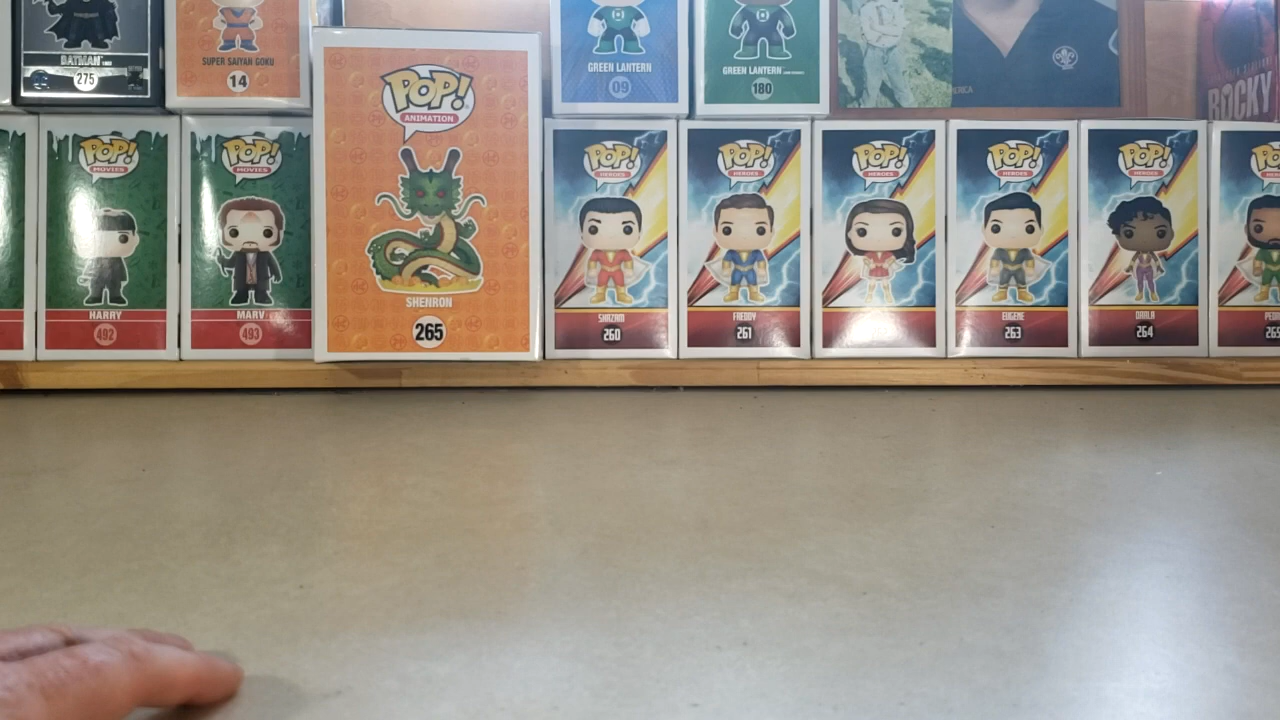 BATMAN
275
SUPER SAIYAN GOKU
14
GREEN LANTERN
09
GREEN LANTERN
180
ERICA
ROCKY
POP!
MOVIES
HARRY
492
POP!
MOVIES
MARV
493
POP!
ANIMATION
SHENRON
265
POP!
HEROES
SHAZAM
260
POP!
HEROES
FREDDY
261
POP!
HEROES
POP!
HEROES
EUGENE
263
POP!
HEROES
DARLA
264
POP!
HEROES